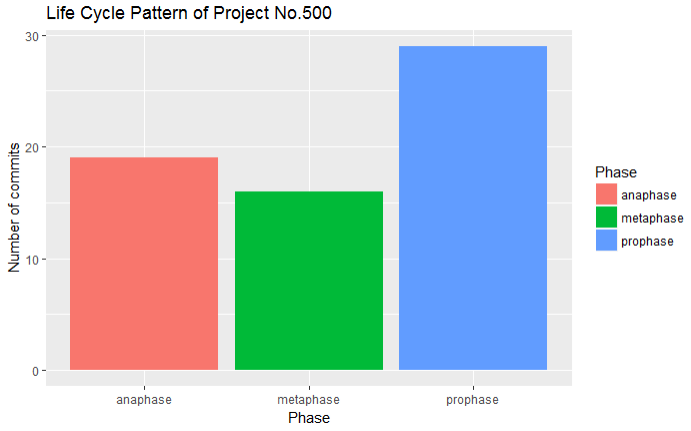 Life Cycle Pattern of Project No.500
30
20
10
0
Number of commits
anaphase
metaphase
prophase
Phase
Phase
anaphase
metaphase
prophase